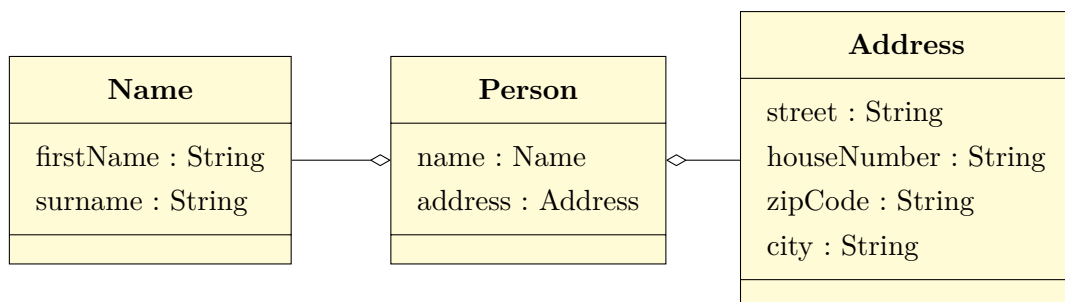 Name
firstName : String
surname : String
Person
name : Name
address : Address
Address
street : String
houseNumber : String
zipCode : String
city : String